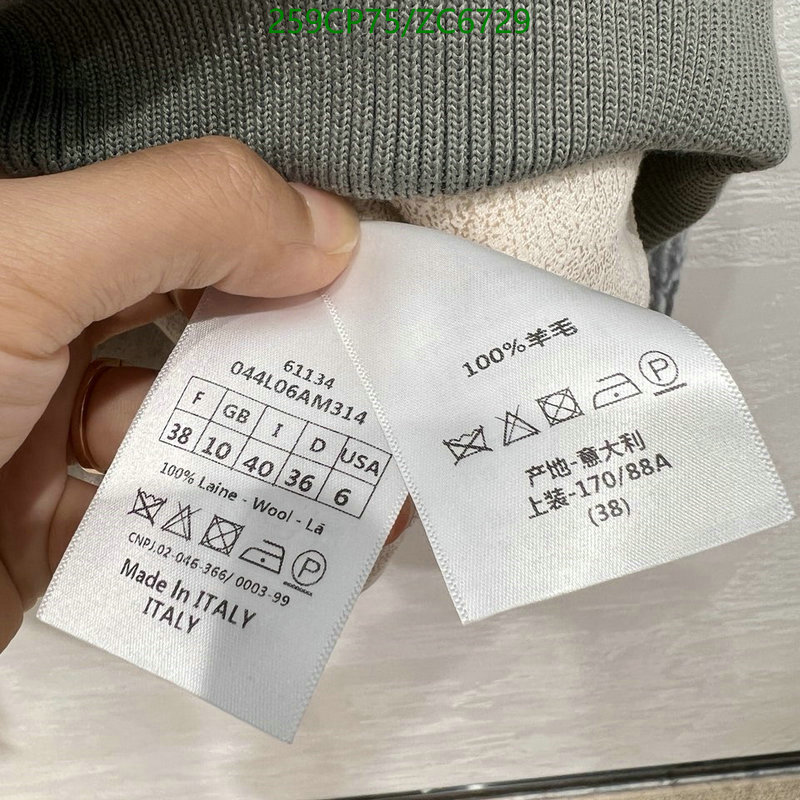 259CP75/ZC6729
61134
044L06AM314
F GB I D USA
38 10 40 36 6
100% Laine - Wool - Lã
CNPJ.02-046-366/ 0003-99
Made In ITALY
ITALY
100%羊毛
P
产地-意大利
上装-170/88A
(38)
P